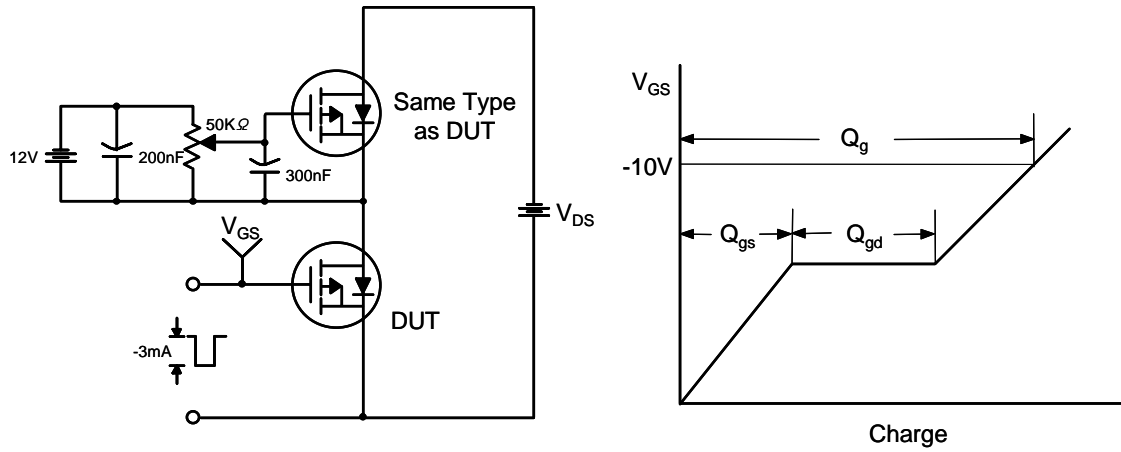 Same Type
as DUT
50KΩ
12V
200nF
300nF
V_GS
V_DS
DUT
-3mA
V_GS
Q_g
-10V
Q_gs
Q_gd
Charge